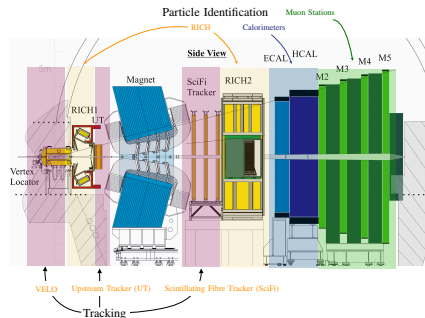 Particle Identification
Muon Stations
RICH
Calorimeters
Side View
ECAL HCAL
M5
M4
M3
M2
5m
Magnet
SciFi
Tracker
RICH2
RICH1
UT
Vertex
Locator
VELO
Upstream Tracker (UT)
Scintillating Fibre Tracker (SciFi)
Tracking